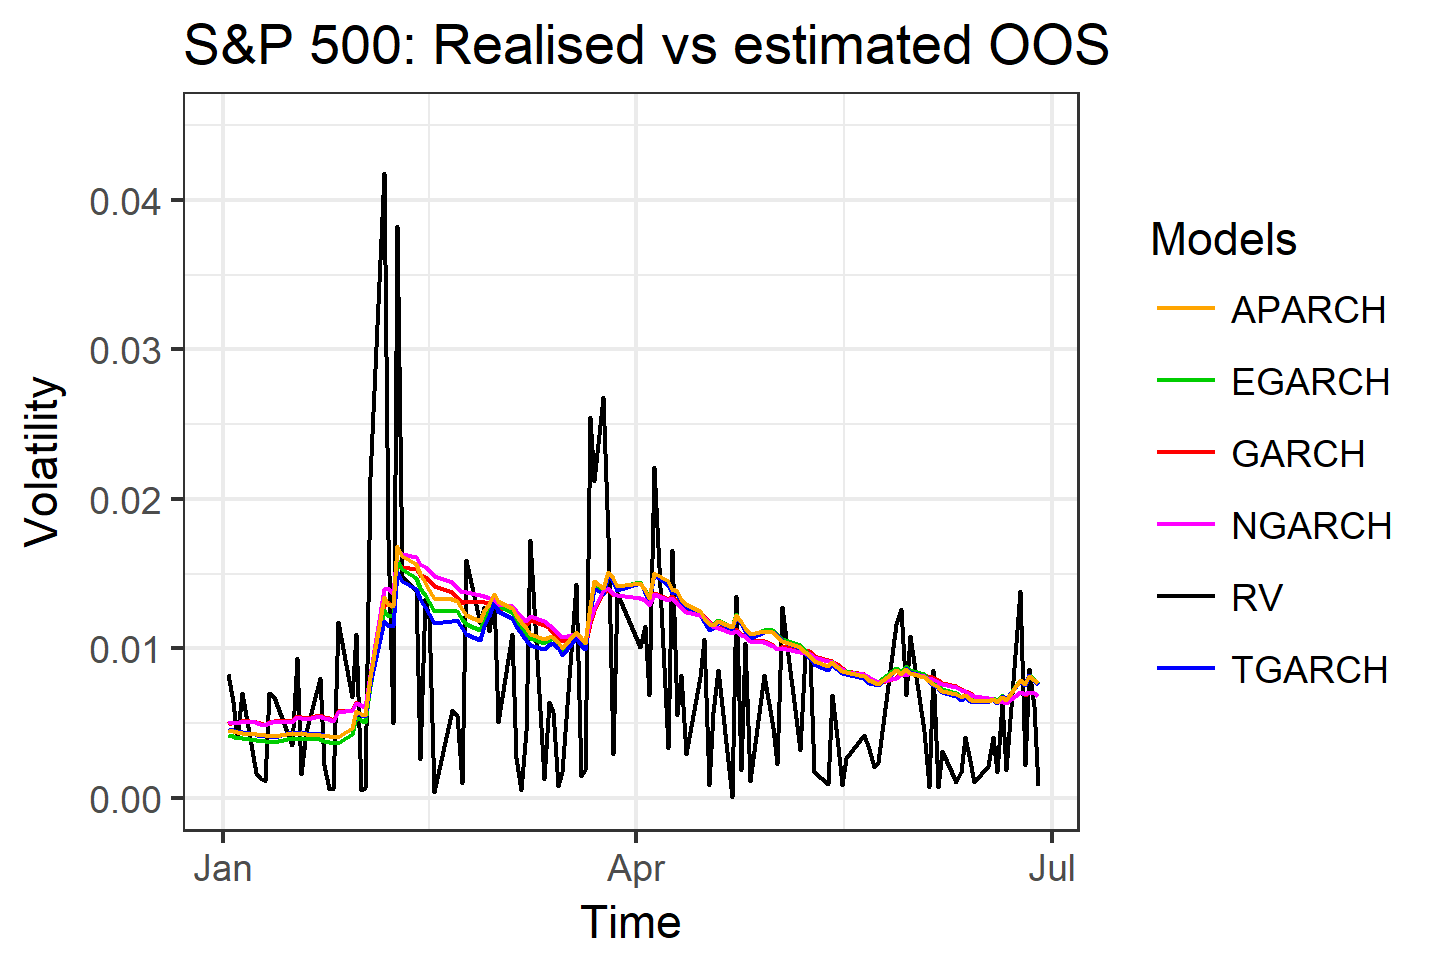 S&P 500: Realised vs estimated OOS
Volatility
0.04
0.03
0.02
0.01
0.00
Jan
Apr
Jul
Time
Models
APARCH
EGARCH
GARCH
NGARCH
RV
TGARCH